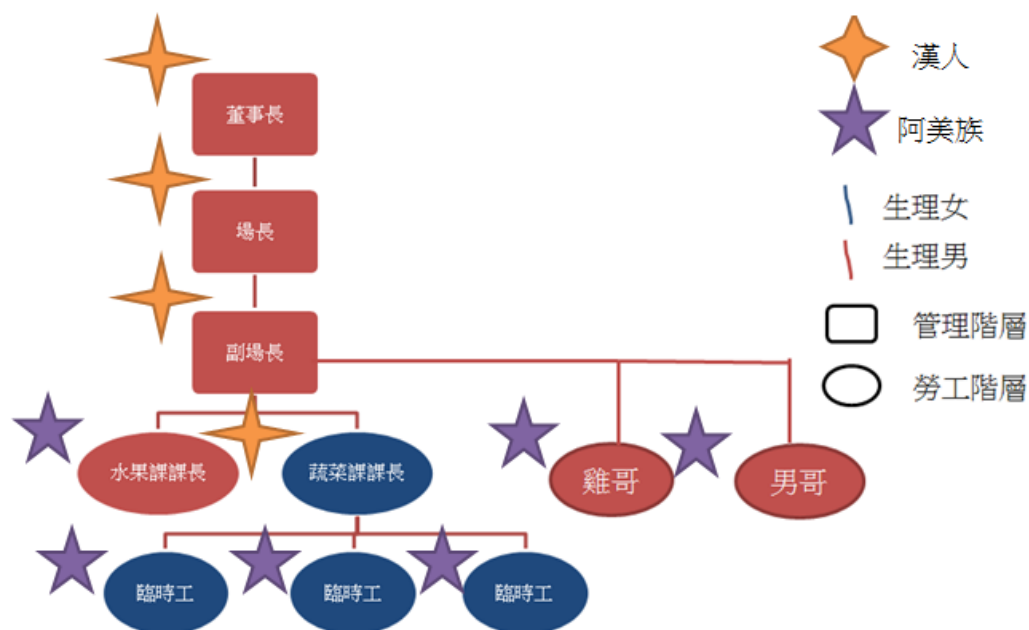 董事長
場長
副場長
水果課課長
蔬菜課課長
雞哥
男哥
臨時工
臨時工
臨時工
漢人
阿美族
生理女
生理男
管理階層
勞工階層